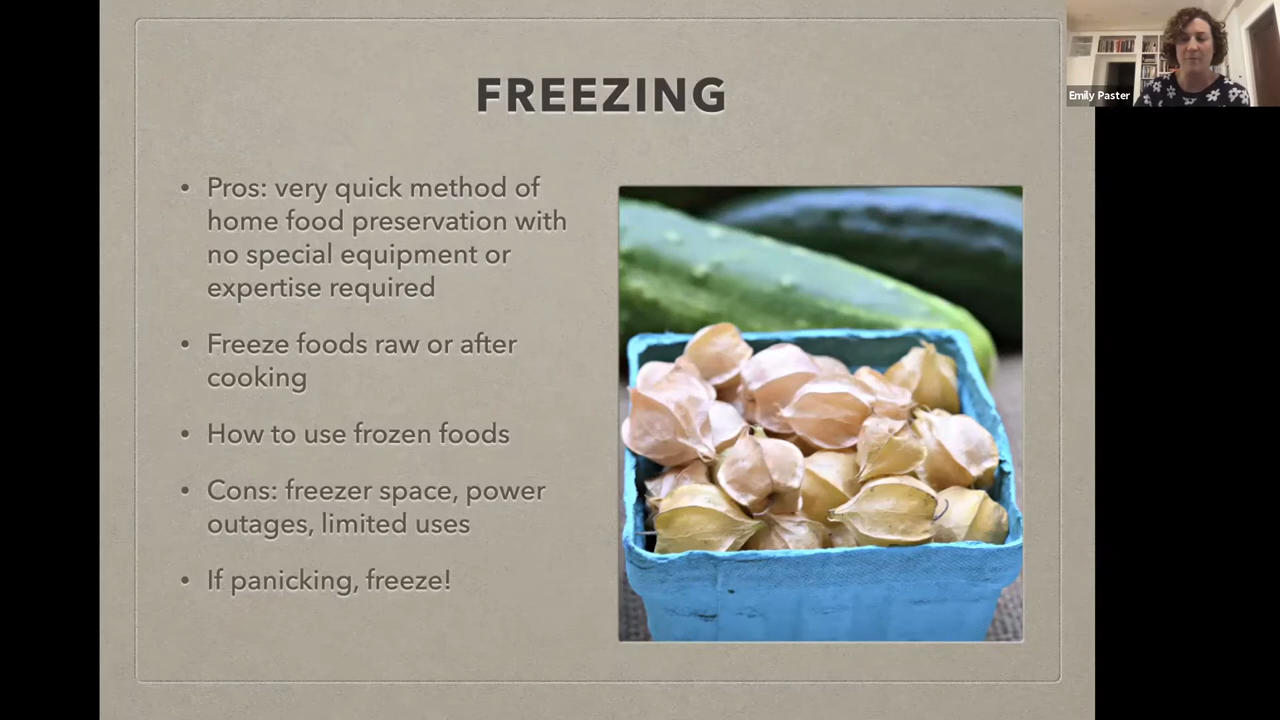 FREEZING
• Pros: very quick method of
home food preservation with
no special equipment or
expertise required
• Freeze foods raw or after
cooking
• How to use frozen foods
• Cons: freezer space, power
outages, limited uses
• If panicking, freeze!
Emily Paster